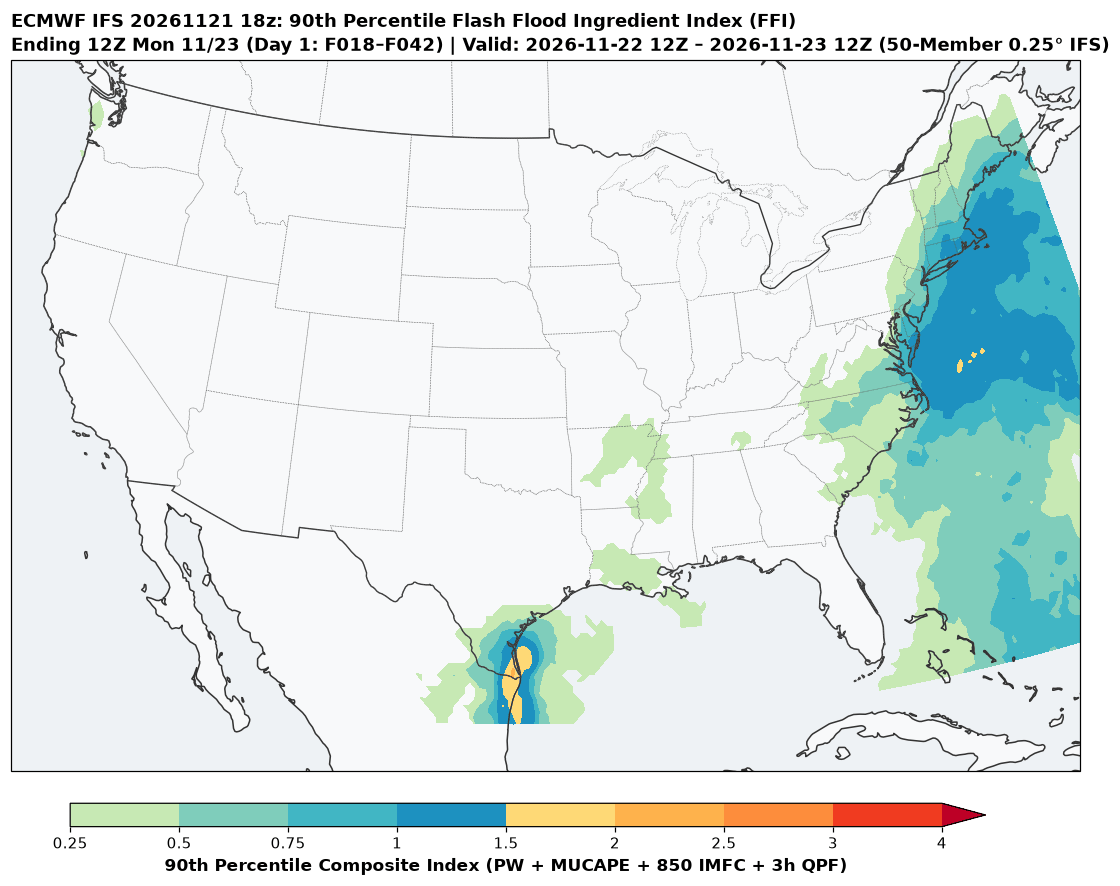 ECMWF IFS 20261121 18z: 90th Percentile Flash Flood Ingredient Index (FFI)
Ending 12Z Mon 11/23 (Day 1: F018–F042) | Valid: 2026-11-22 12Z – 2026-11-23 12Z (50-Member 0.25° IFS)
0.25 0.5 0.75 1 1.5 2 2.5 3 4
90th Percentile Composite Index (PW + MUCAPE + 850 IMFC + 3h QPF)